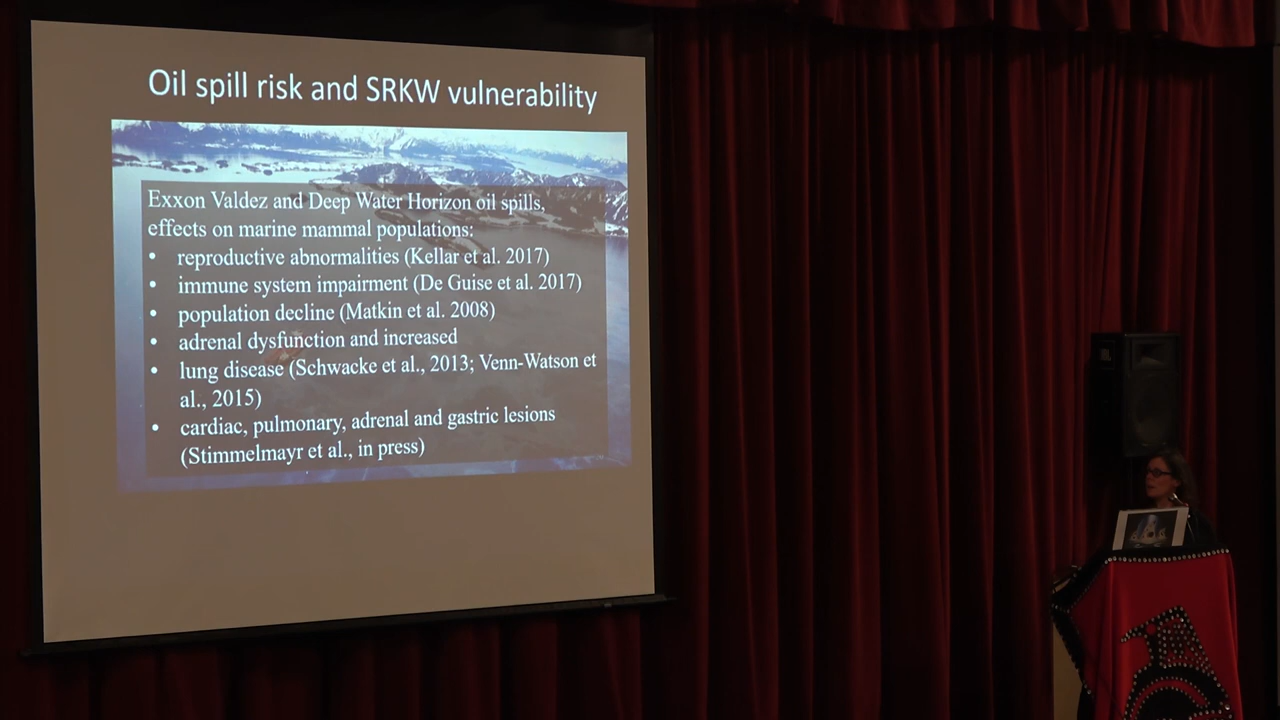 Oil spill risk and SRKW vulnerability
Exxon Valdez and Deep Water Horizon oil spills,
effects on marine mammal populations:
• reproductive abnormalities (Kellar et al. 2017)
• immune system impairment (De Guise et al. 2017)
• population decline (Matkin et al. 2008)
• adrenal dysfunction and increased
• lung disease (Schwacke et al., 2013; Venn-Watson et
al., 2015)
• cardiac, pulmonary, adrenal and gastric lesions
(Stimmelmayr et al., in press)
JBL